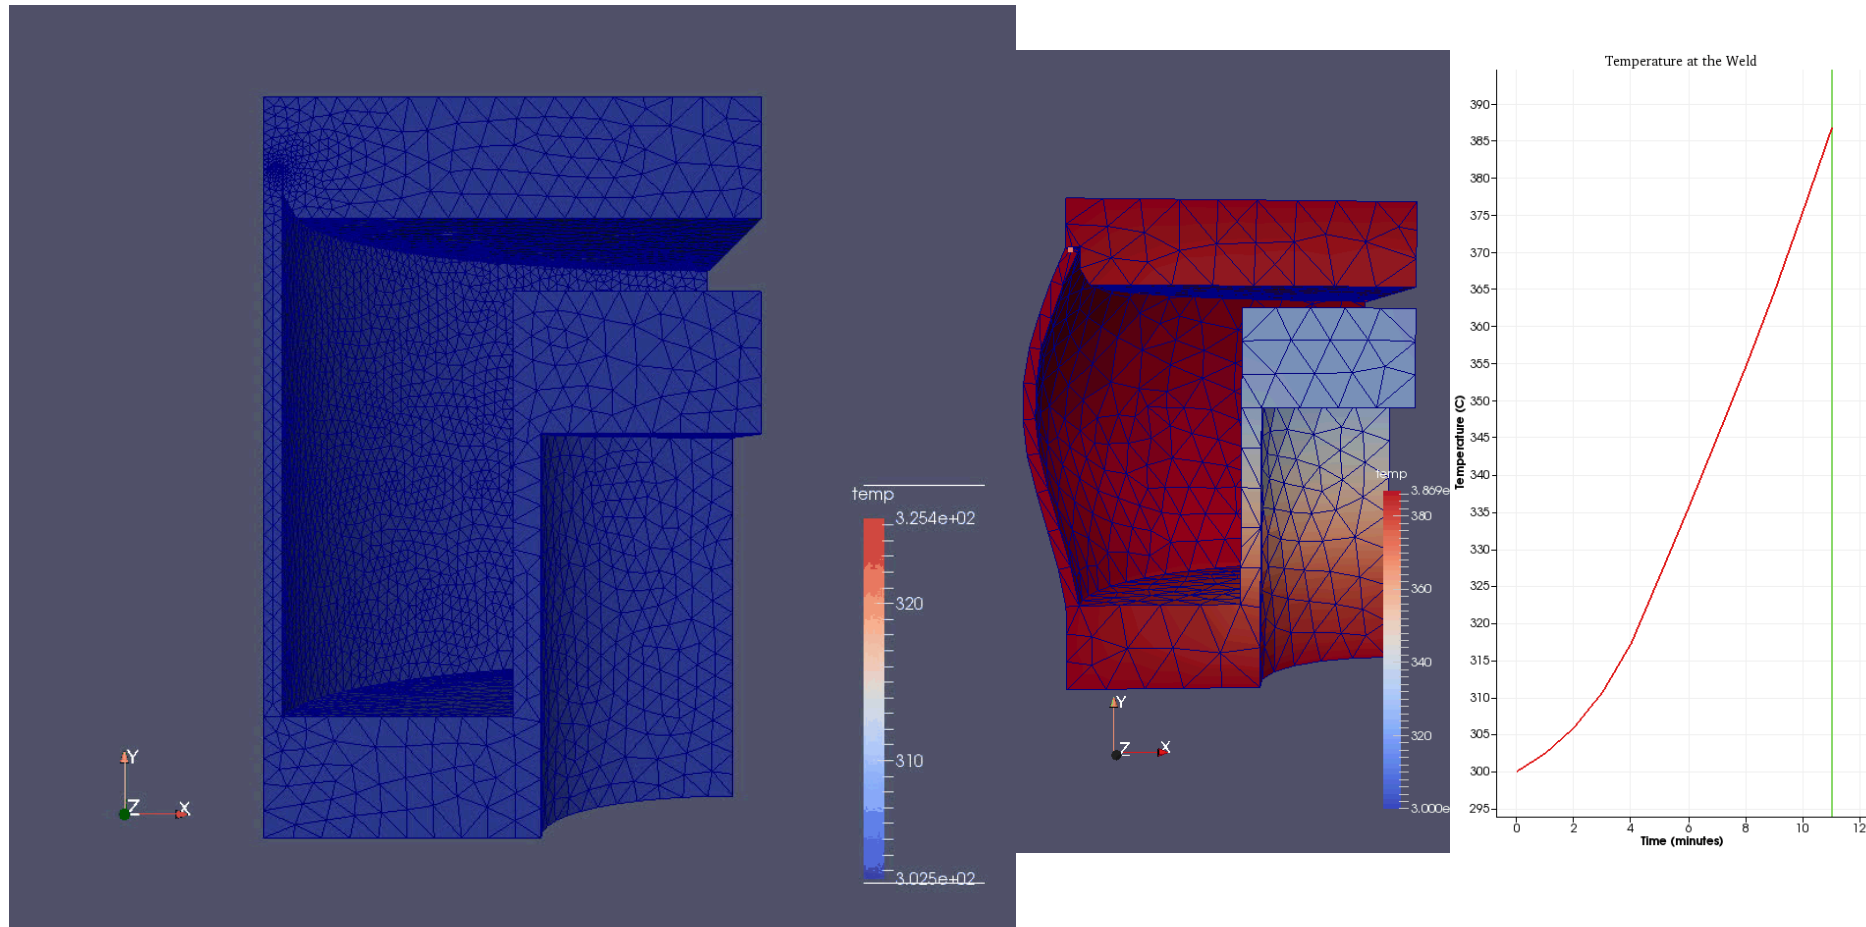 temp
3.254e+02
320
310
3.025e+02
Y
Z
X
temp
3.869e
380
360
340
320
3.000e
Y
Z
X
Temperature at the Weld
390
385
380
375
370
365
360
355
350
345
340
335
330
325
320
315
310
305
300
295
Temperature (C)
0 2 4 6 8 10 12
Time (minutes)